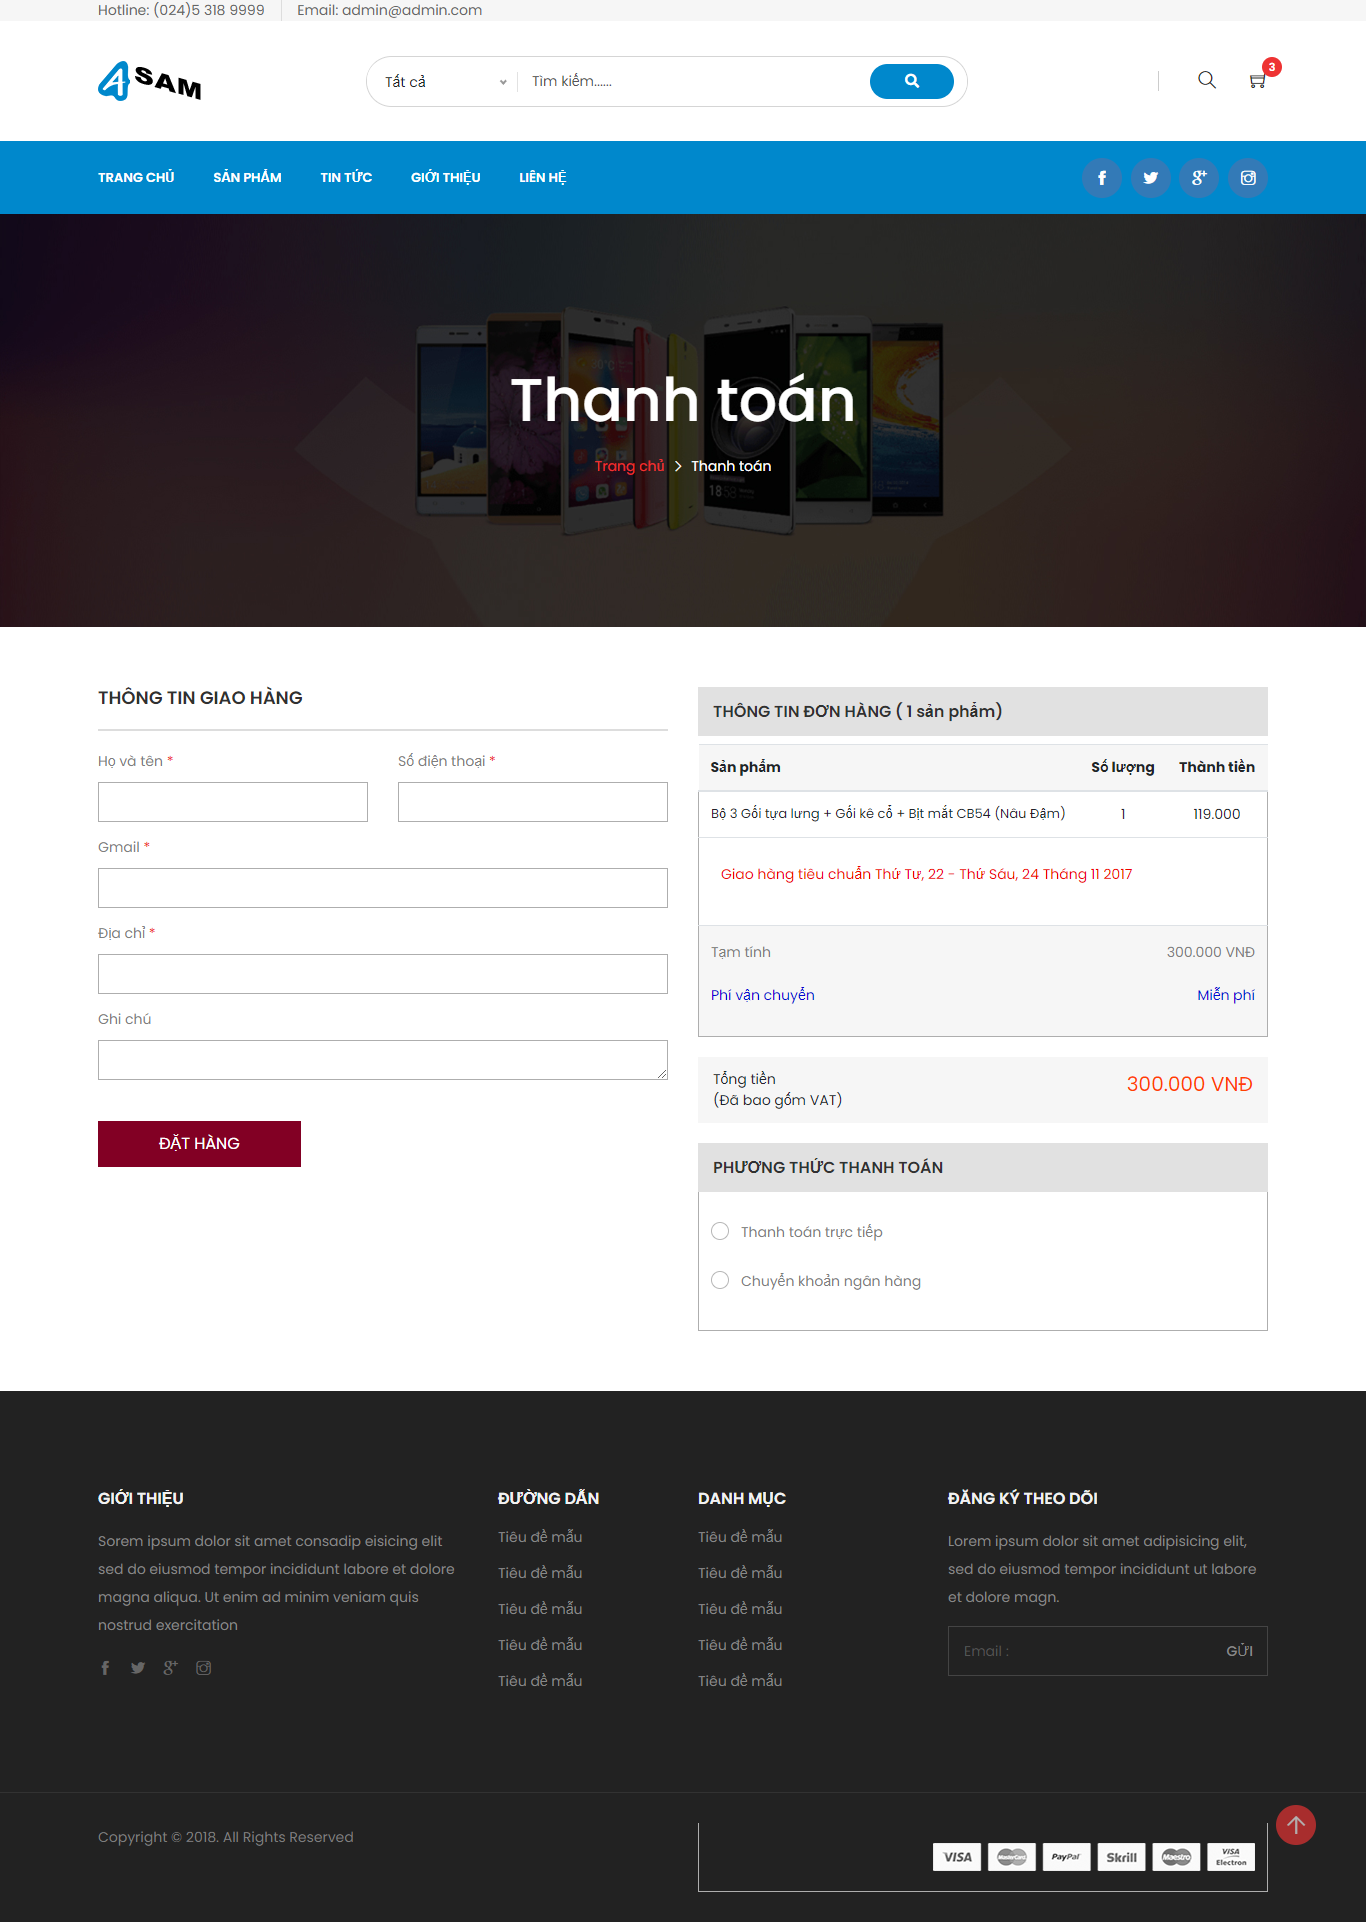 Hotline: (024)5 318 9999
Email: admin@admin.com
4SAM
Tất cả
Tìm kiếm......
3
TRANG CHỦ
SẢN PHẨM
TIN TỨC
GIỚI THIỆU
LIÊN HỆ
Thanh toán
Trang chủ > Thanh toán
THÔNG TIN GIAO HÀNG
Họ và tên *
Số điện thoại *
Gmail *
Địa chỉ *
Ghi chú
ĐẶT HÀNG
THÔNG TIN ĐƠN HÀNG ( 1 sản phẩm)
Sản phẩm Số lượng Thành tiền
Bộ 3 Gối tựa lưng + Gối kê cổ + Bịt mắt CB54 (Nâu Đậm) 1 119.000
Giao hàng tiêu chuẩn Thứ Tư, 22 - Thứ Sáu, 24 Tháng 11 2017
Tạm tính 300.000 VNĐ
Phí vận chuyển Miễn phí
Tổng tiền
(Đã bao gồm VAT)
300.000 VNĐ
PHƯƠNG THỨC THANH TOÁN
Thanh toán trực tiếp
Chuyển khoản ngân hàng
GIỚI THIỆU
Sorem ipsum dolor sit amet consadip eisicing elit
sed do eiusmod tempor incididunt labore et dolore
magna aliqua. Ut enim ad minim veniam quis
nostrud exercitation
ĐƯỜNG DẪN
Tiêu đề mẫu
Tiêu đề mẫu
Tiêu đề mẫu
Tiêu đề mẫu
Tiêu đề mẫu
DANH MỤC
Tiêu đề mẫu
Tiêu đề mẫu
Tiêu đề mẫu
Tiêu đề mẫu
Tiêu đề mẫu
ĐĂNG KÝ THEO DÕI
Lorem ipsum dolor sit amet adipisicing elit,
sed do eiusmod tempor incididunt ut labore
et dolore magn.
Email :
GỬI
Copyright © 2018. All Rights Reserved
VISA
MasterCard
PayPal
Skrill
Maestro
VISA
Electron